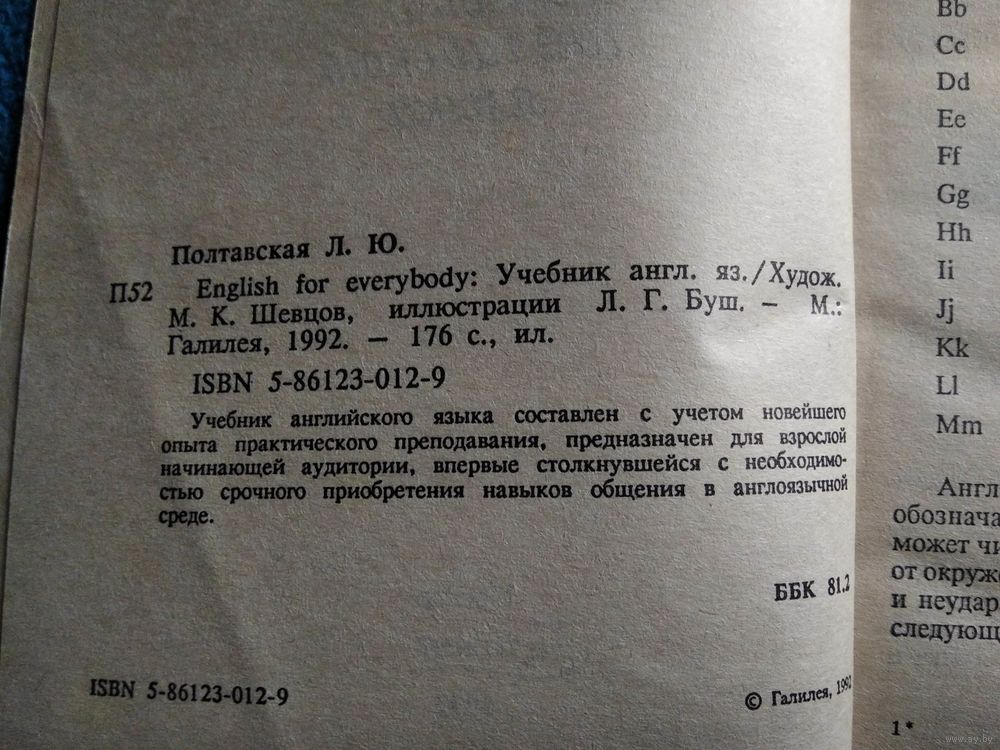 Полтавская Л. Ю.
П52 English for everybody: Учебник англ. яз./Худож.
М. К. Шевцов, иллюстрации Л. Г. Буш. — М.:
Галилея, 1992. — 176 с., ил.
ISBN 5-86123-012-9
Учебник английского языка составлен с учетом новейшего
опыта практического преподавания, предназначен для взрослой
начинающей аудитории, впервые столкнувшейся с необходимо-
стью срочного приобретения навыков общения в англоязычной
среде.
ББК 81.2
ISBN 5-86123-012-9
© Галилея, 1992
Bb
Cc
Dd
Ee
Ff
Gg
Hh
Ii
Jj
Kk
Ll
Mm
Англ
обознача
может чи
от окруже
и неудар
следующ
1*
www.ay.by